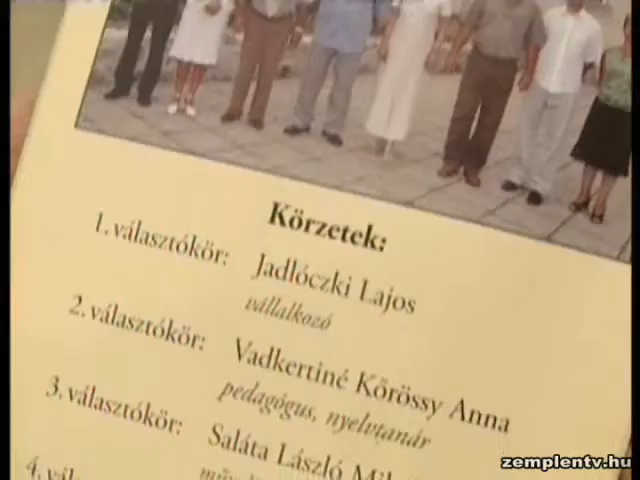 Körzetek:
1. választókör: Jadlóczki Lajos
vállalkozó
2. választókör: Vadkertiné Kőrössy Anna
pedagógus, nyelvtanár
3. választókör: Saláta László
4.
zemplentv.hu